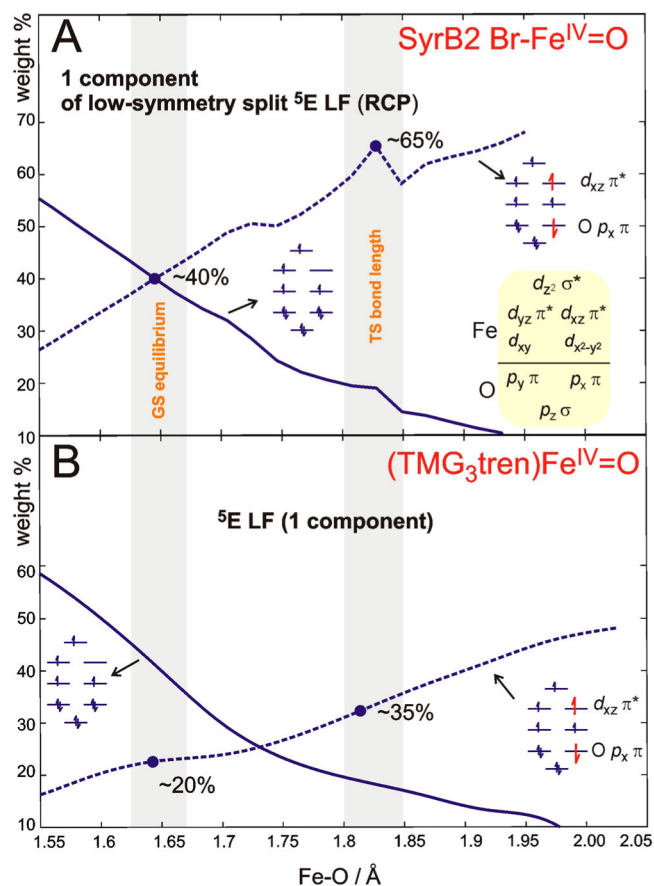 A
SyrB2 Br-Fe^IV=O
1 component
of low-symmetry split ⁵E LF (RCP)
weight %
70
60
50
40
30
20
10
~65%
~40%
GS equilibrium
TS bond length
d_xz π*
O p_x π
d_z² σ*
Fe
d_yz π* d_xz π*
d_xy d_x²-y²
O
p_y π p_x π
p_z σ
B
(TMG₃tren)Fe^IV=O
⁵E LF (1 component)
weight %
60
50
40
30
20
10
~35%
~20%
d_xz π*
O p_x π
1.55 1.6 1.65 1.7 1.75 1.8 1.85 1.9 1.95 2.00 2.05
Fe-O / Å